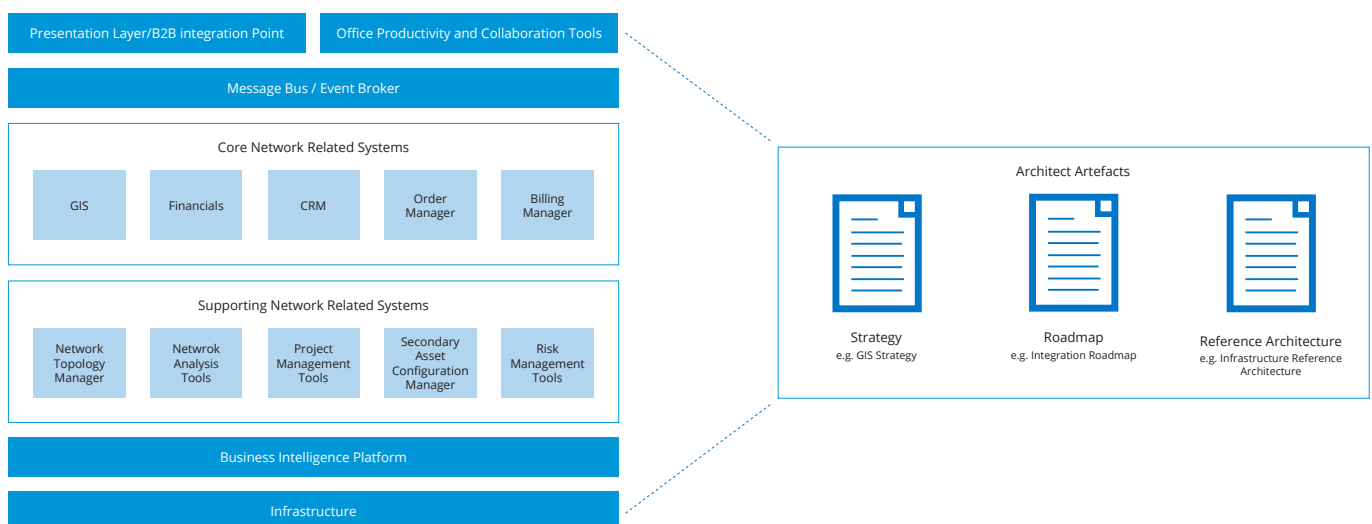 Presentation Layer/B2B integration Point
Office Productivity and Collaboration Tools
Message Bus / Event Broker
Core Network Related Systems
GIS
Financials
CRM
Order
Manager
Billing
Manager
Supporting Network Related Systems
Network
Topology
Manager
Netwrok
Analysis
Tools
Project
Management
Tools
Secondary
Asset
Configuration
Manager
Risk
Management
Tools
Business Intelligence Platform
Infrastructure
Architect Artefacts
Strategy
e.g. GIS Strategy
Roadmap
e.g. Integration Roadmap
Reference Architecture
e.g. Infrastructure Reference
Architecture